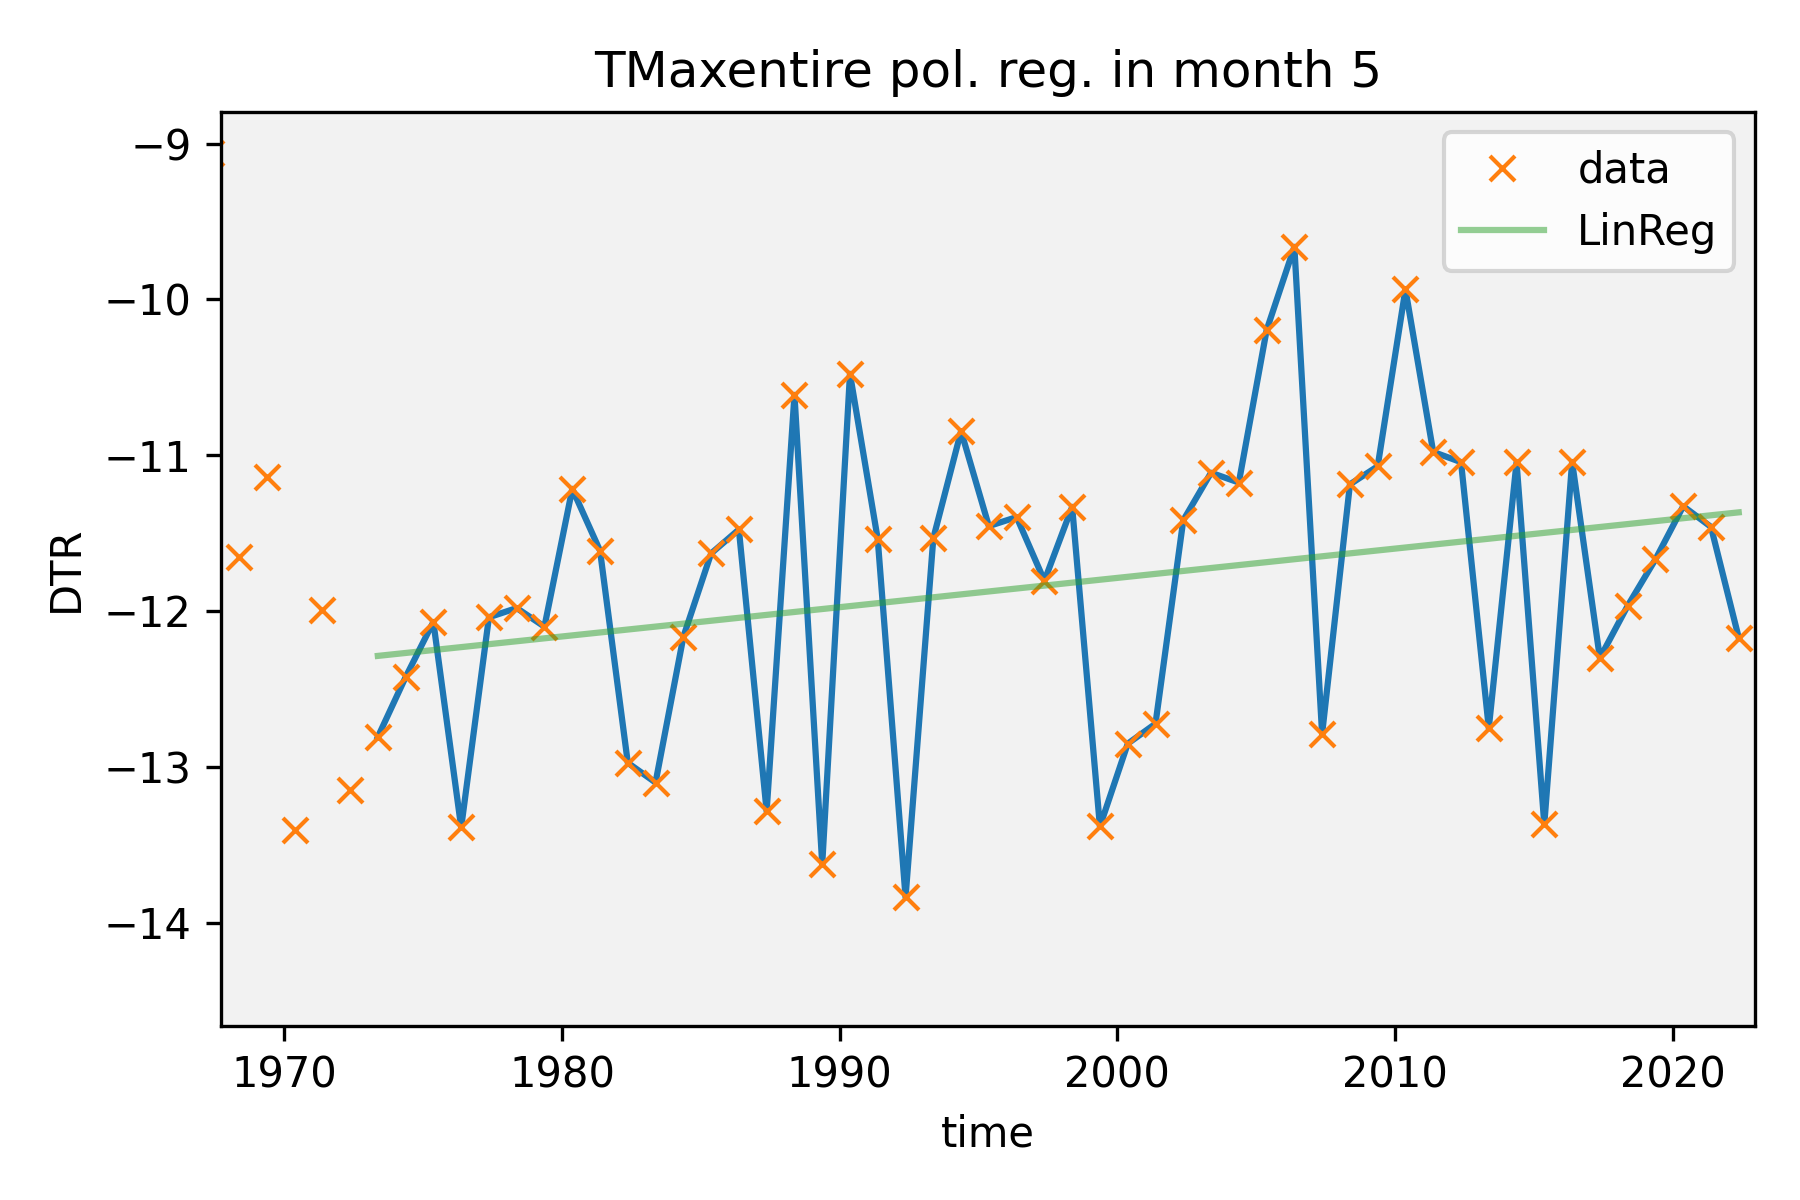 TMaxentire pol. reg. in month 5
data
LinReg
DTR
−9
−10
−11
−12
−13
−14
1970 1980 1990 2000 2010 2020
time